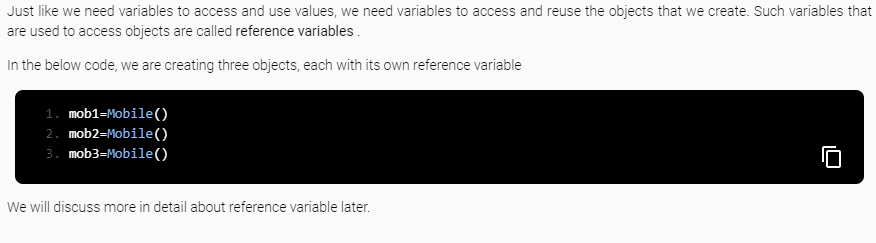 Just like we need variables to access and use values, we need variables to access and reuse the objects that we create. Such variables that
are used to access objects are called reference variables .
In the below code, we are creating three objects, each with its own reference variable
1. mob1=Mobile()
2. mob2=Mobile()
3. mob3=Mobile()
We will discuss more in detail about reference variable later.